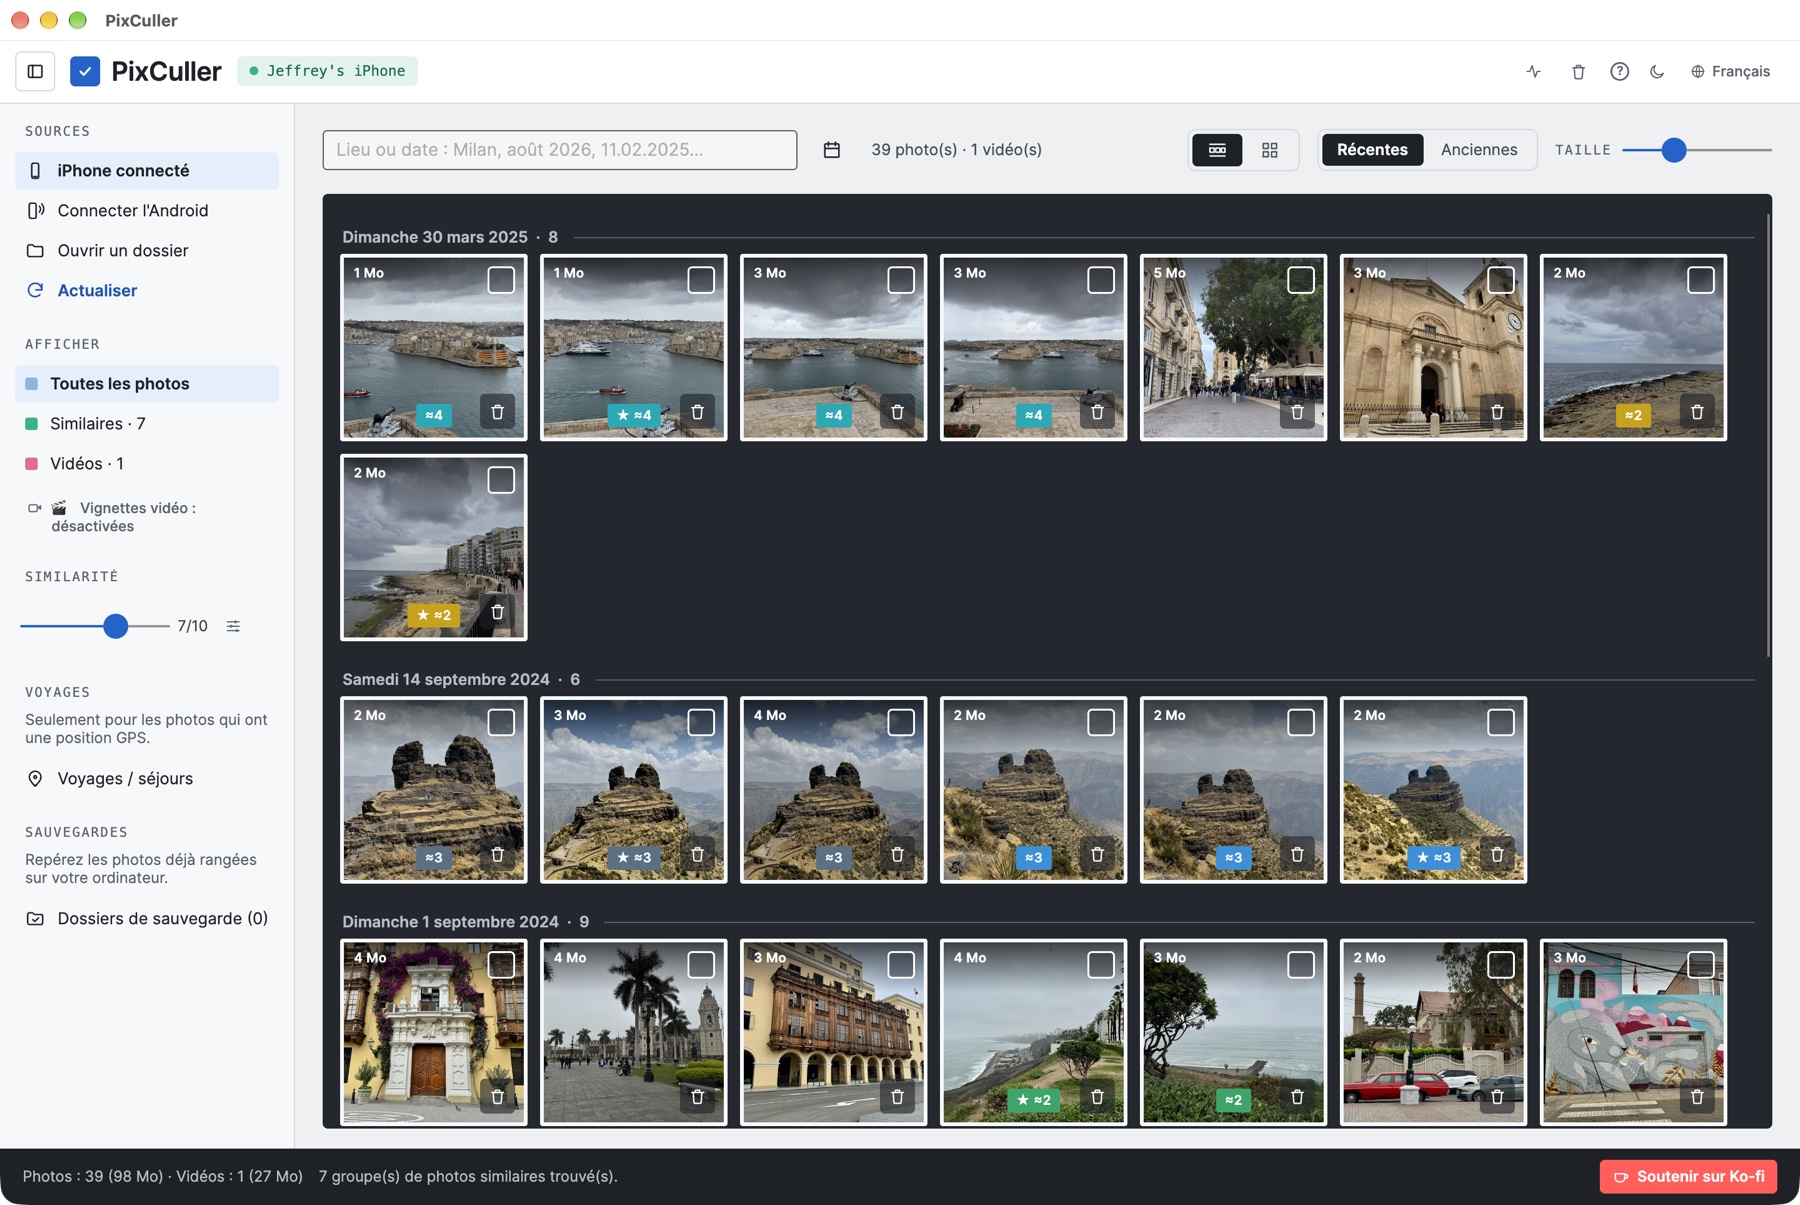 PixCuller
PixCuller
Jeffrey's iPhone
Français
SOURCES
iPhone connecté
Connecter l'Android
Ouvrir un dossier
Actualiser
AFFICHER
Toutes les photos
Similaires · 7
Vidéos · 1
Vignettes vidéo :
désactivées
SIMILARITÉ
7/10
VOYAGES
Seulement pour les photos qui ont
une position GPS.
Voyages / séjours
SAUVEGARDES
Repérez les photos déjà rangées
sur votre ordinateur.
Dossiers de sauvegarde (0)
Lieu ou date : Milan, août 2026, 11.02.2025...
39 photo(s) · 1 vidéo(s)
Récentes
Anciennes
TAILLE
Dimanche 30 mars 2025 · 8
1 Mo
1 Mo
3 Mo
3 Mo
5 Mo
3 Mo
2 Mo
≈4
★ ≈4
≈4
≈4
≈2
2 Mo
★ ≈2
Samedi 14 septembre 2024 · 6
2 Mo
3 Mo
4 Mo
2 Mo
2 Mo
2 Mo
≈3
★ ≈3
≈3
≈3
≈3
★ ≈3
Dimanche 1 septembre 2024 · 9
4 Mo
4 Mo
3 Mo
4 Mo
3 Mo
2 Mo
3 Mo
★ ≈2
≈2
Photos : 39 (98 Mo) · Vidéos : 1 (27 Mo)
7 groupe(s) de photos similaires trouvé(s).
Soutenir sur Ko-fi